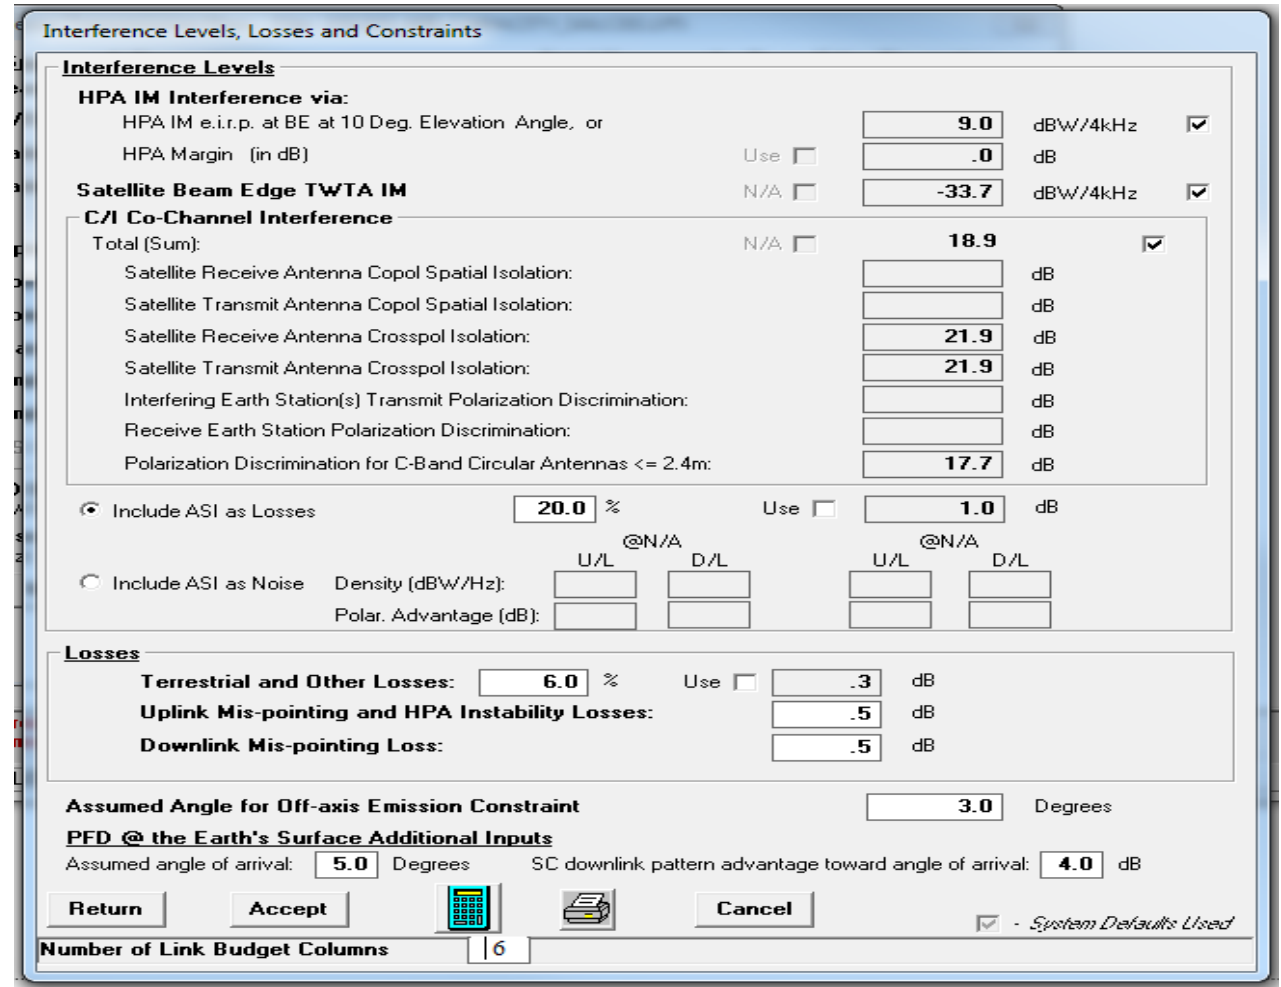 Interference Levels, Losses and Constraints
Interference Levels
HPA IM Interference via:
HPA IM e.i.r.p. at BE at 10 Deg. Elevation Angle, or 9.0 dBW/4kHz
HPA Margin (in dB) Use .0 dB
Satellite Beam Edge TWTA IM N/A -33.7 dBW/4kHz
C/I Co-Channel Interference
Total (Sum): N/A 18.9
Satellite Receive Antenna Copol Spatial Isolation: dB
Satellite Transmit Antenna Copol Spatial Isolation: dB
Satellite Receive Antenna Crosspol Isolation: 21.9 dB
Satellite Transmit Antenna Crosspol Isolation: 21.9 dB
Interfering Earth Station(s) Transmit Polarization Discrimination: dB
Receive Earth Station Polarization Discrimination: dB
Polarization Discrimination for C-Band Circular Antennas <= 2.4m: 17.7 dB
Include ASI as Losses 20.0 % Use 1.0 dB
@N/A @N/A
U/L D/L U/L D/L
Include ASI as Noise Density (dBW/Hz):
Polar. Advantage (dB):
Losses
Terrestrial and Other Losses: 6.0 % Use .3 dB
Uplink Mis-pointing and HPA Instability Losses: .5 dB
Downlink Mis-pointing Loss: .5 dB
Assumed Angle for Off-axis Emission Constraint 3.0 Degrees
PFD @ the Earth's Surface Additional Inputs
Assumed angle of arrival: 5.0 Degrees SC downlink pattern advantage toward angle of arrival: 4.0 dB
Return Accept Cancel - System Defaults Used
Number of Link Budget Columns 6